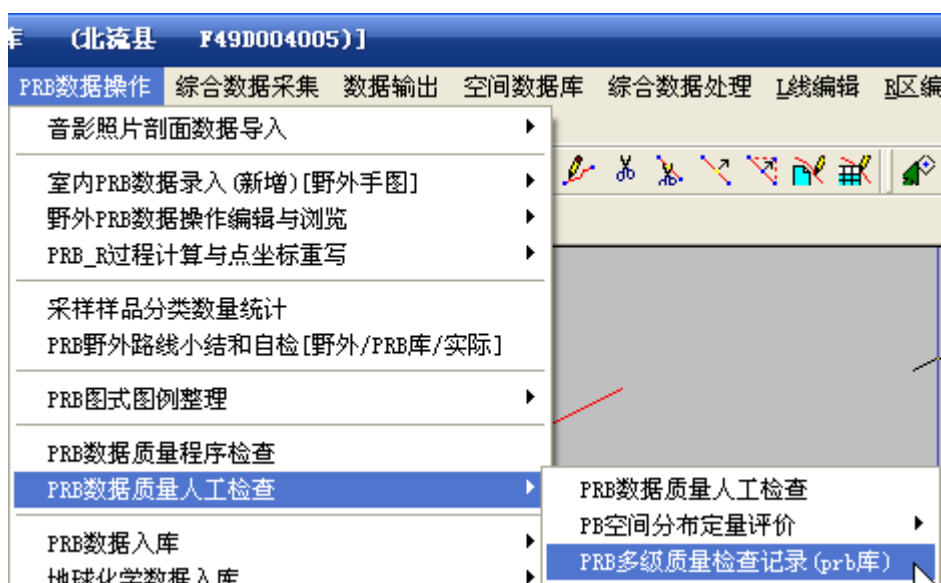 库 (北流县 F49D004005)]
PRB数据操作 综合数据采集 数据输出 空间数据库 综合数据处理 L线编辑 R区编
音影照片剖面数据导入
室内PRB数据录入(新增)[野外手图]
野外PRB数据操作编辑与浏览
PRB_R过程计算与点坐标重写
采样样品分类数量统计
PRB野外路线小结和自检[野外/PRB库/实际]
PRB图式图例整理
PRB数据质量程序检查
PRB数据质量人工检查
PRB数据质量人工检查
PB空间分布定量评价
PRB多级质量检查记录(prb库)
PRB数据入库
地球化学数据入库